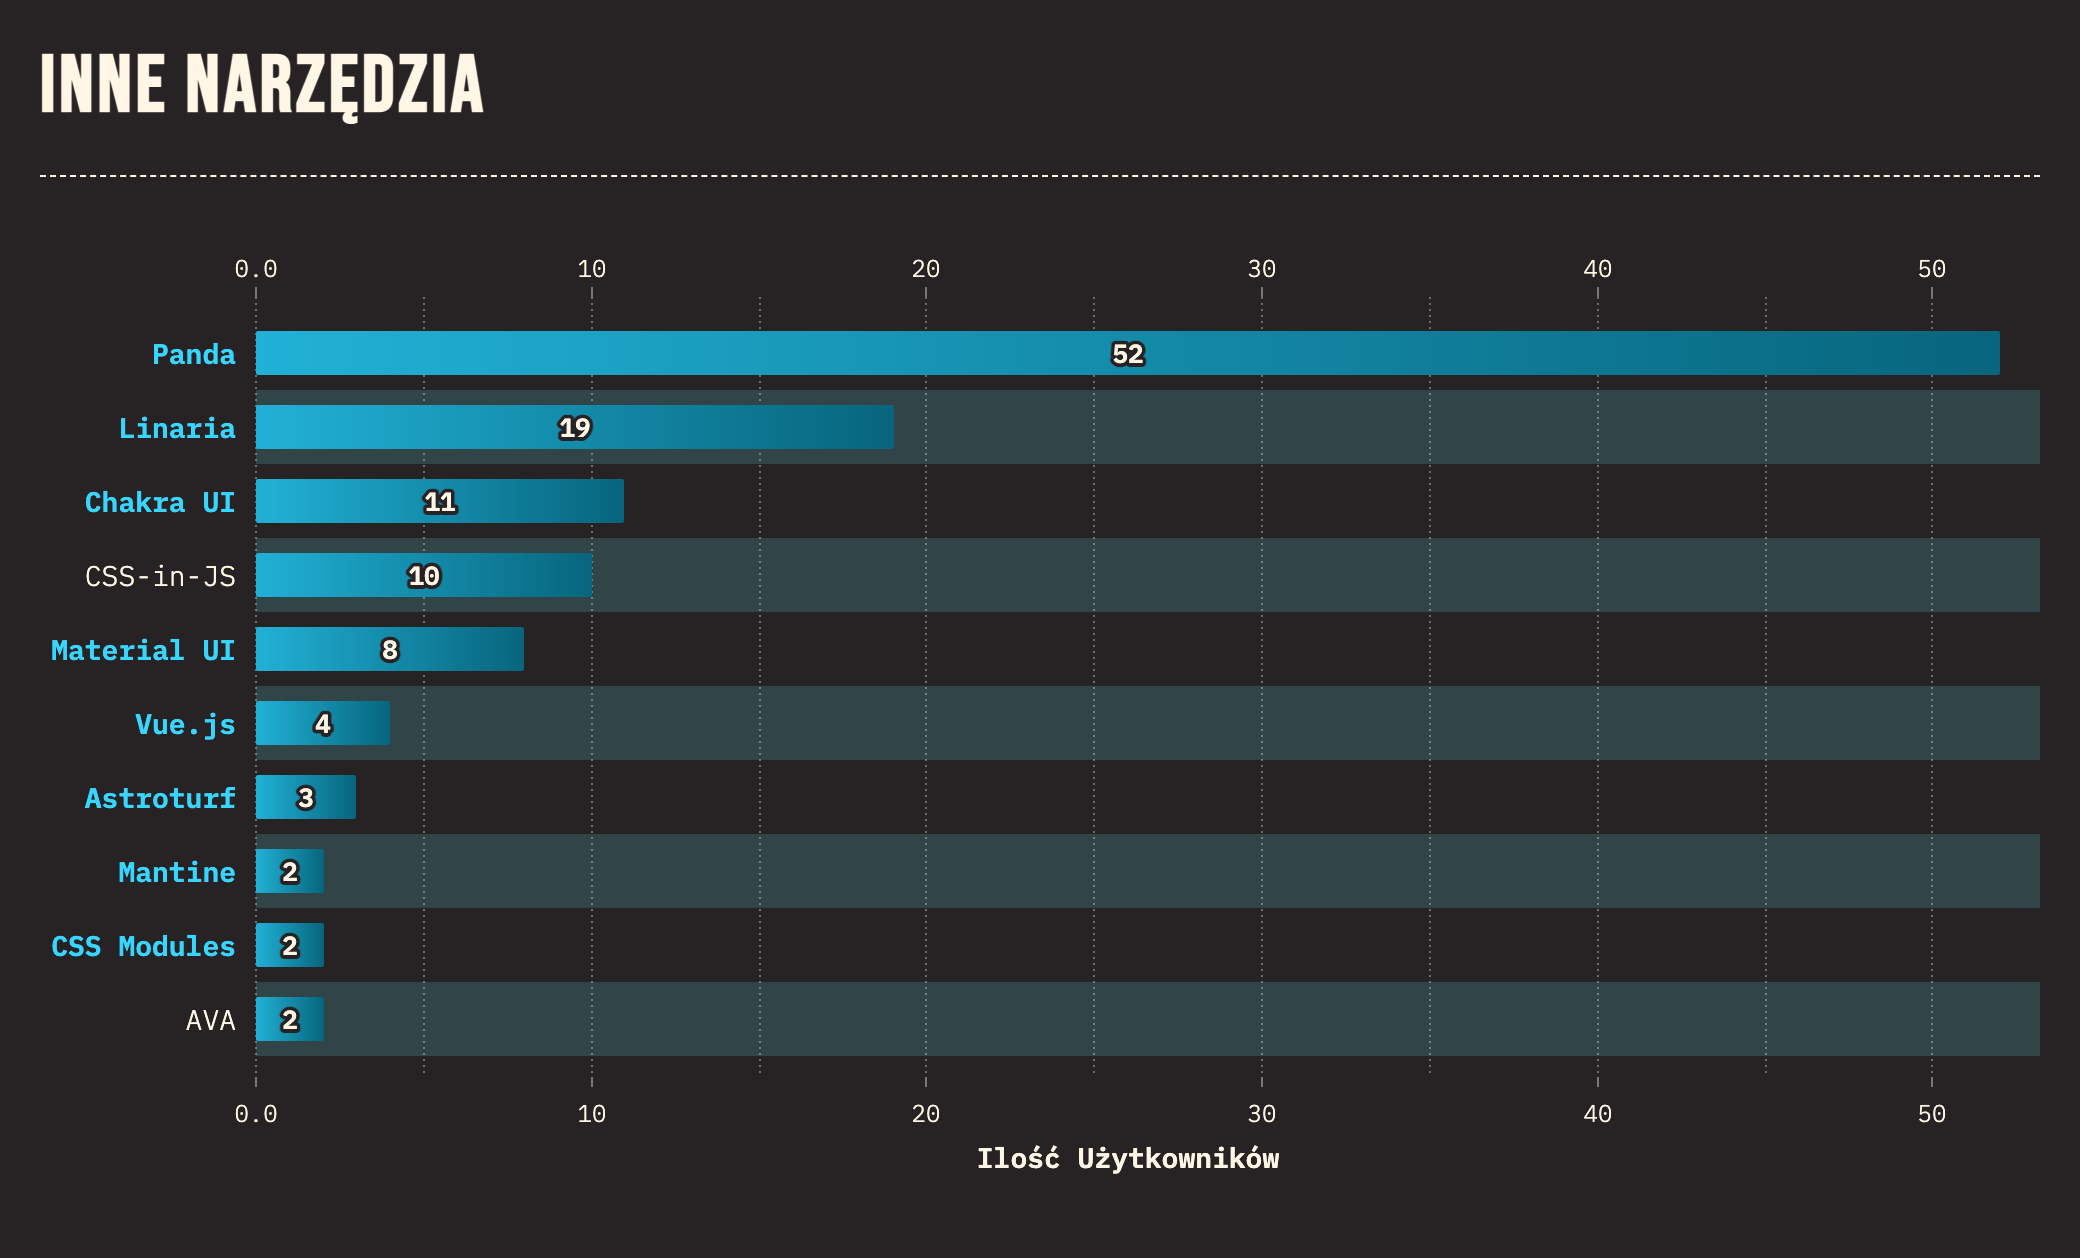 INNE NARZĘDZIA
0.0 10 20 30 40 50
Panda 52
Linaria 19
Chakra UI 11
CSS-in-JS 10
Material UI 8
Vue.js 4
Astroturf 3
Mantine 2
CSS Modules 2
AVA 2
0.0 10 20 30 40 50
Ilość Użytkowników